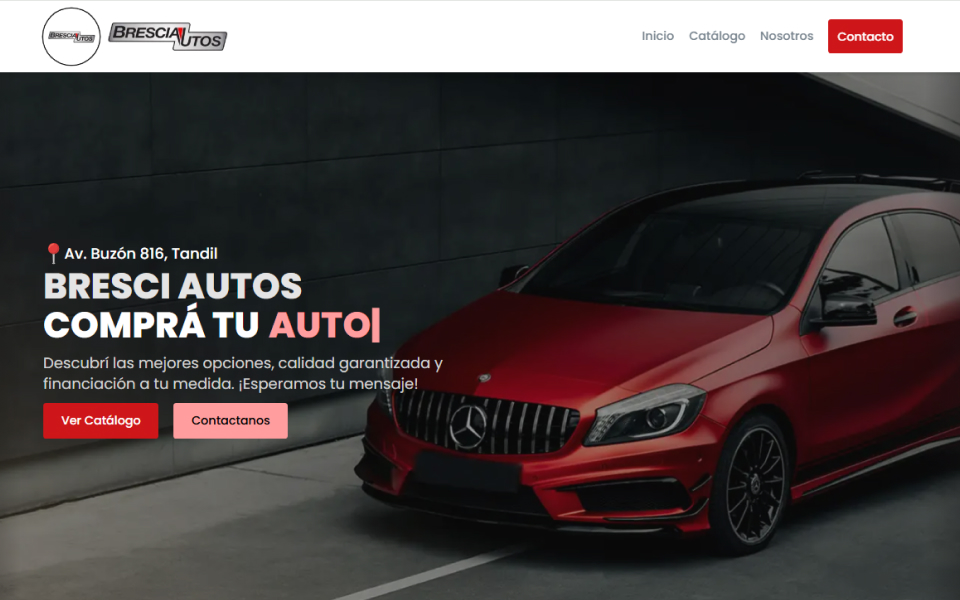 BRESCIAUTOS
BRESCIAUTOS
Inicio
Catálogo
Nosotros
Contacto
Av. Buzón 816, Tandil
BRESCI AUTOS
COMPRÁ TU AUTO|
Descubrí las mejores opciones, calidad garantizada y
financiación a tu medida. ¡Esperamos tu mensaje!
Ver Catálogo
Contactanos